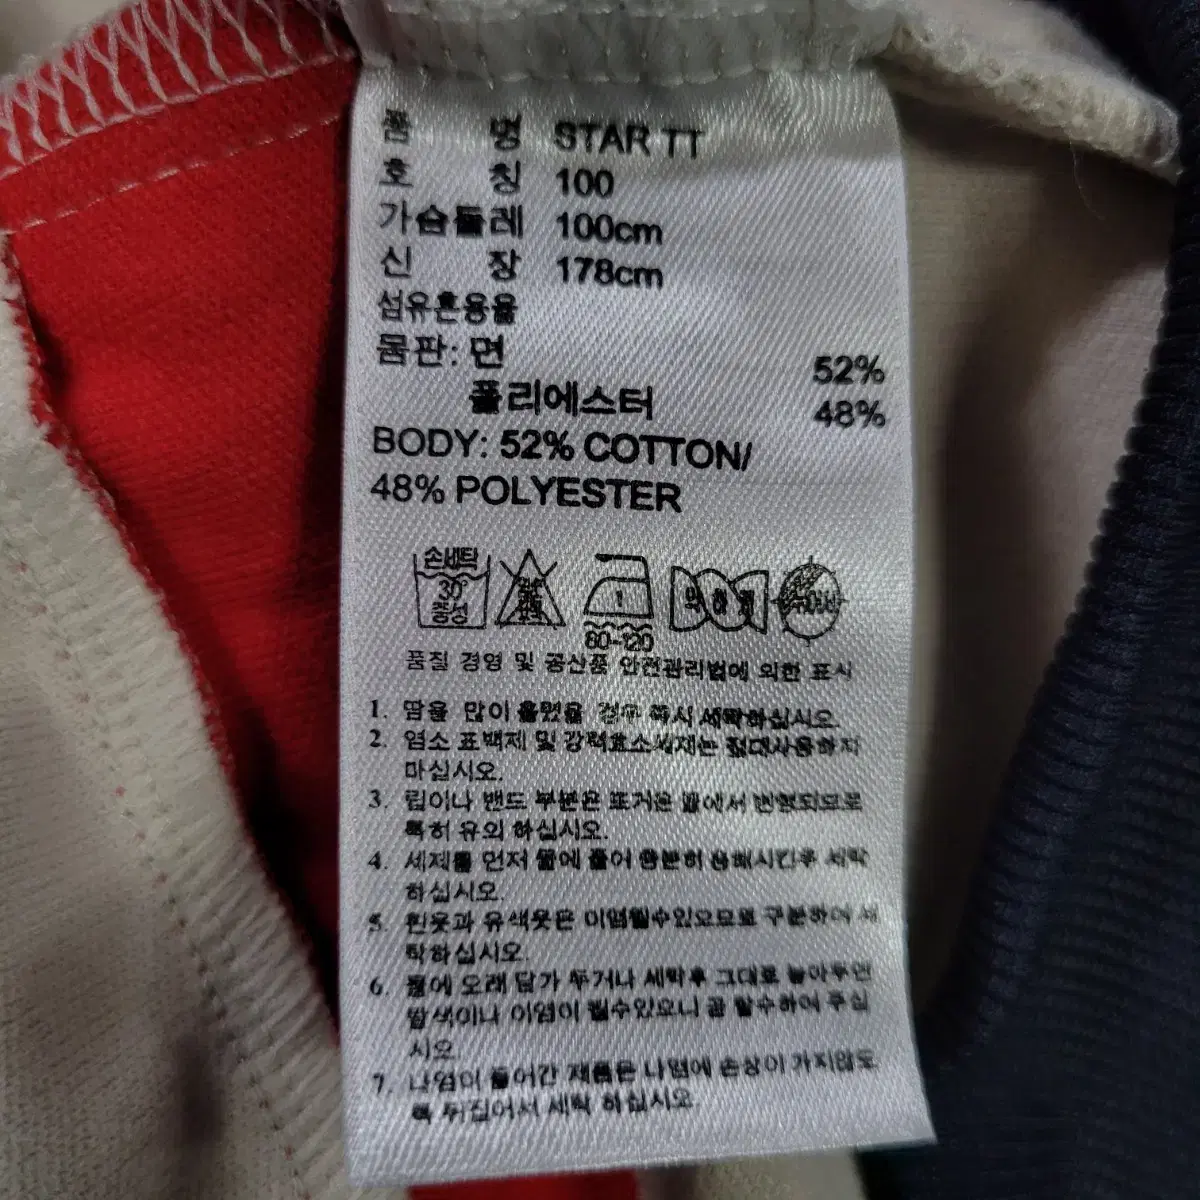 품 명 STAR TT
호 칭 100
가슴둘레 100cm
신 장 178cm
섬유혼용율
몸판: 면 52%
폴리에스터 48%
BODY: 52% COTTON/
48% POLYESTER
손세탁
30°
중성
1
80~120
품질 경영 및 공산품 안전관리법에 의한 표시
1. 땀을 많이 흘렸을 경우 즉시 세탁하십시오.
2. 염소 표백제 및 강력효소세제는 절대사용하지
마십시오.
3. 립이나 밴드 부분은 뜨거운 물에서 변형되므로
특허 유의 하십시오.
4. 세제를 먼저 물에 풀어 충분히 용해시킨후 세탁
하십시오.
5. 흰옷과 유색옷은 이염될수있으므로 구분하여 세
탁하십시오.
6. 물에 오래 담가 두거나 세탁후 그대로 놓아두면
탈색이나 이염이 될수있으니 곧 탈수하여 주십
시오.
7. 나염이 들어간 제품은 나염에 손상이 가지않도
록 뒤집어서 세탁 하십시오.